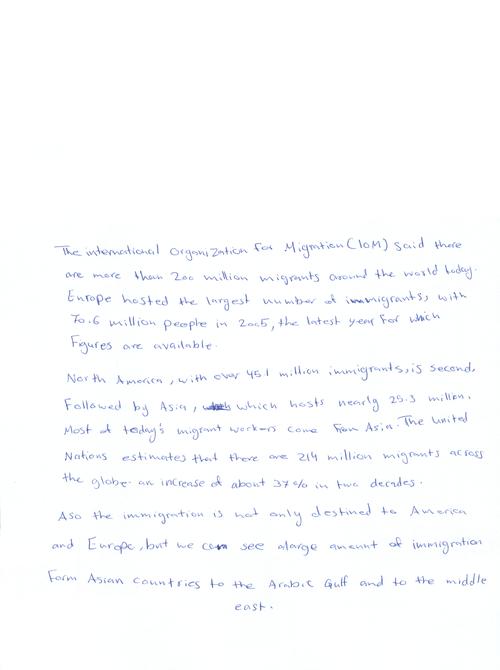 The international Organization for Migration (IOM) said there
are more than 200 million migrants around the world today.
Europe hosted the largest number of immigrants, with
70.6 million people in 2005, the latest year for which
Figures are available.
North America, with over 45.1 million immigrants, is second,
Followed by Asia, which hosts nearly 25.3 million.
Most of today's migrant workers come from Asia. The United
Nations estimates that there are 214 million migrants across
the globe. an increase of about 37% in two decades.
Aso the immigration is not only destined to America
and Europe, but we can see alarge amount of immigration
Form Asian countries to the Arabic Gulf and to the middle
east.